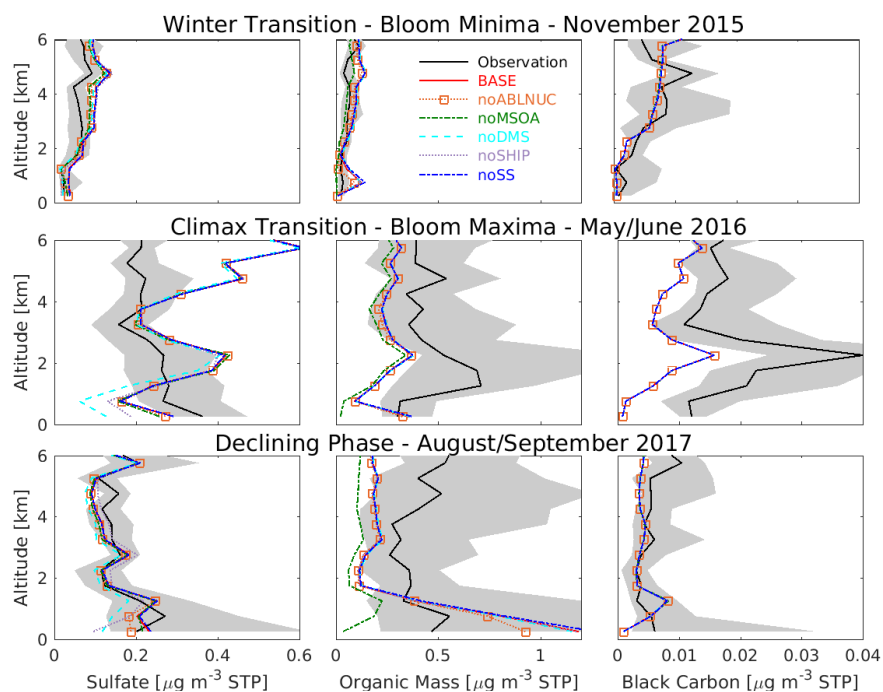 Winter Transition - Bloom Minima - November 2015
6
4
2
0
Altitude [km]
Observation
BASE
noABLNUC
noMSOA
noDMS
noSHIP
noSS
Climax Transition - Bloom Maxima - May/June 2016
6
4
2
0
Altitude [km]
Declining Phase - August/September 2017
6
4
2
0
Altitude [km]
0 0.2 0.4 0.6 0 0.5 1 0 0.01 0.02 0.03 0.04
Sulfate [μg m⁻³ STP] Organic Mass [μg m⁻³ STP] Black Carbon [μg m⁻³ STP]